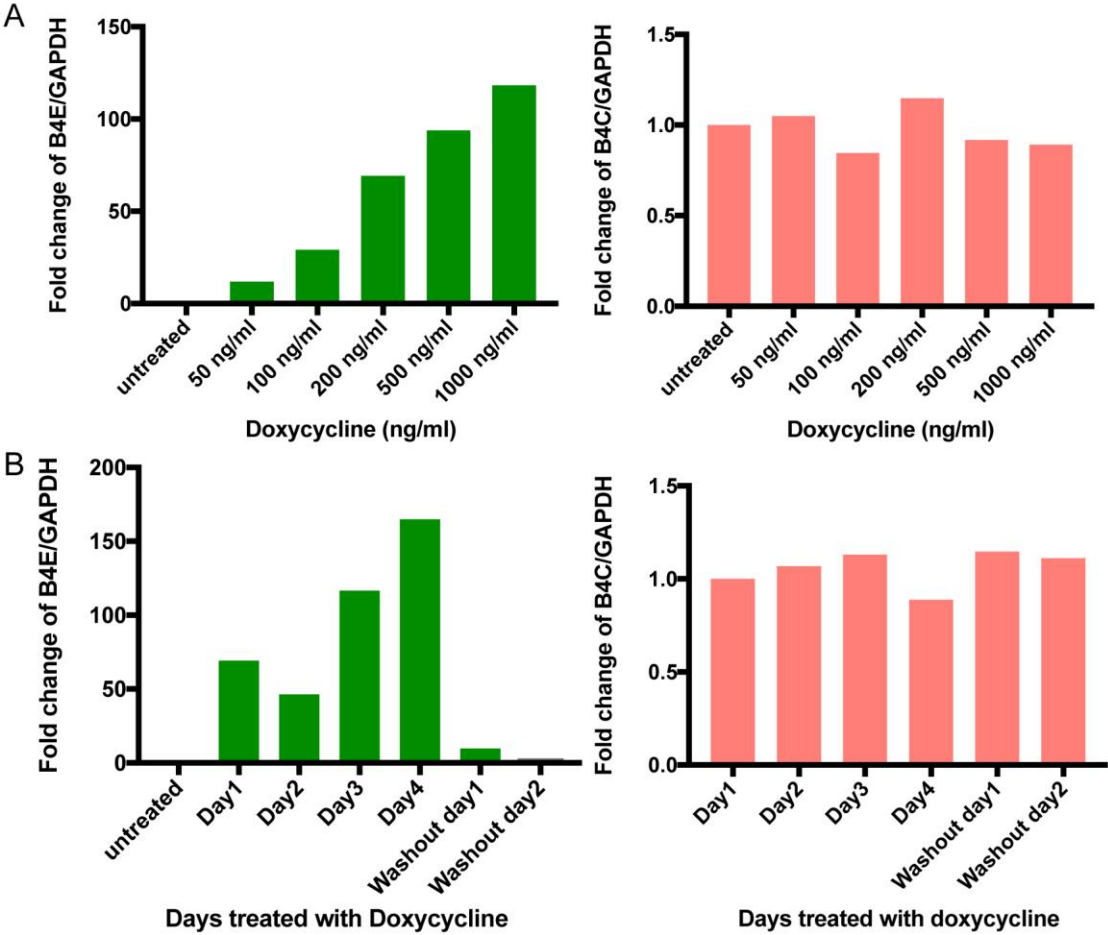 A
Fold change of B4E/GAPDH
150
100
50
0
untreated
50 ng/ml
100 ng/ml
200 ng/ml
500 ng/ml
1000 ng/ml
Doxycycline (ng/ml)
Fold change of B4C/GAPDH
1.5
1.0
0.5
0.0
untreated
50 ng/ml
100 ng/ml
200 ng/ml
500 ng/ml
1000 ng/ml
Doxycycline (ng/ml)
B
Fold change of B4E/GAPDH
200
150
100
50
0
untreated
Day1
Day2
Day3
Day4
Washout day1
Washout day2
Days treated with Doxycycline
Fold change of B4C/GAPDH
1.5
1.0
0.5
0.0
Day1
Day2
Day3
Day4
Washout day1
Washout day2
Days treated with doxycycline